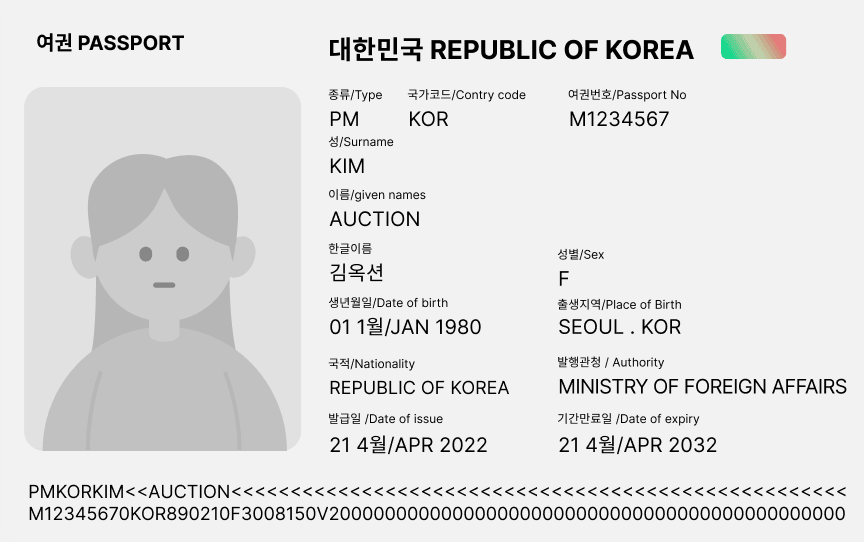 여권 PASSPORT
대한민국 REPUBLIC OF KOREA
종류/Type 국가코드/Contry code 여권번호/Passport No
PM KOR M1234567
성/Surname
KIM
이름/given names
AUCTION
한글이름 성별/Sex
김옥션 F
생년월일/Date of birth 출생지역/Place of Birth
01 1월/JAN 1980 SEOUL . KOR
국적/Nationality 발행관청 / Authority
REPUBLIC OF KOREA MINISTRY OF FOREIGN AFFAIRS
발급일 /Date of issue 기간만료일 /Date of expiry
21 4월/APR 2022 21 4월/APR 2032
PMKORKIM<<AUCTION<<<<<<<<<<<<<<<<<<<<<<<<<<<<<<<<<<<<<<<<<<<<<<<<<<<<
M12345670KOR890210F3008150V20000000000000000000000000000000000000000000